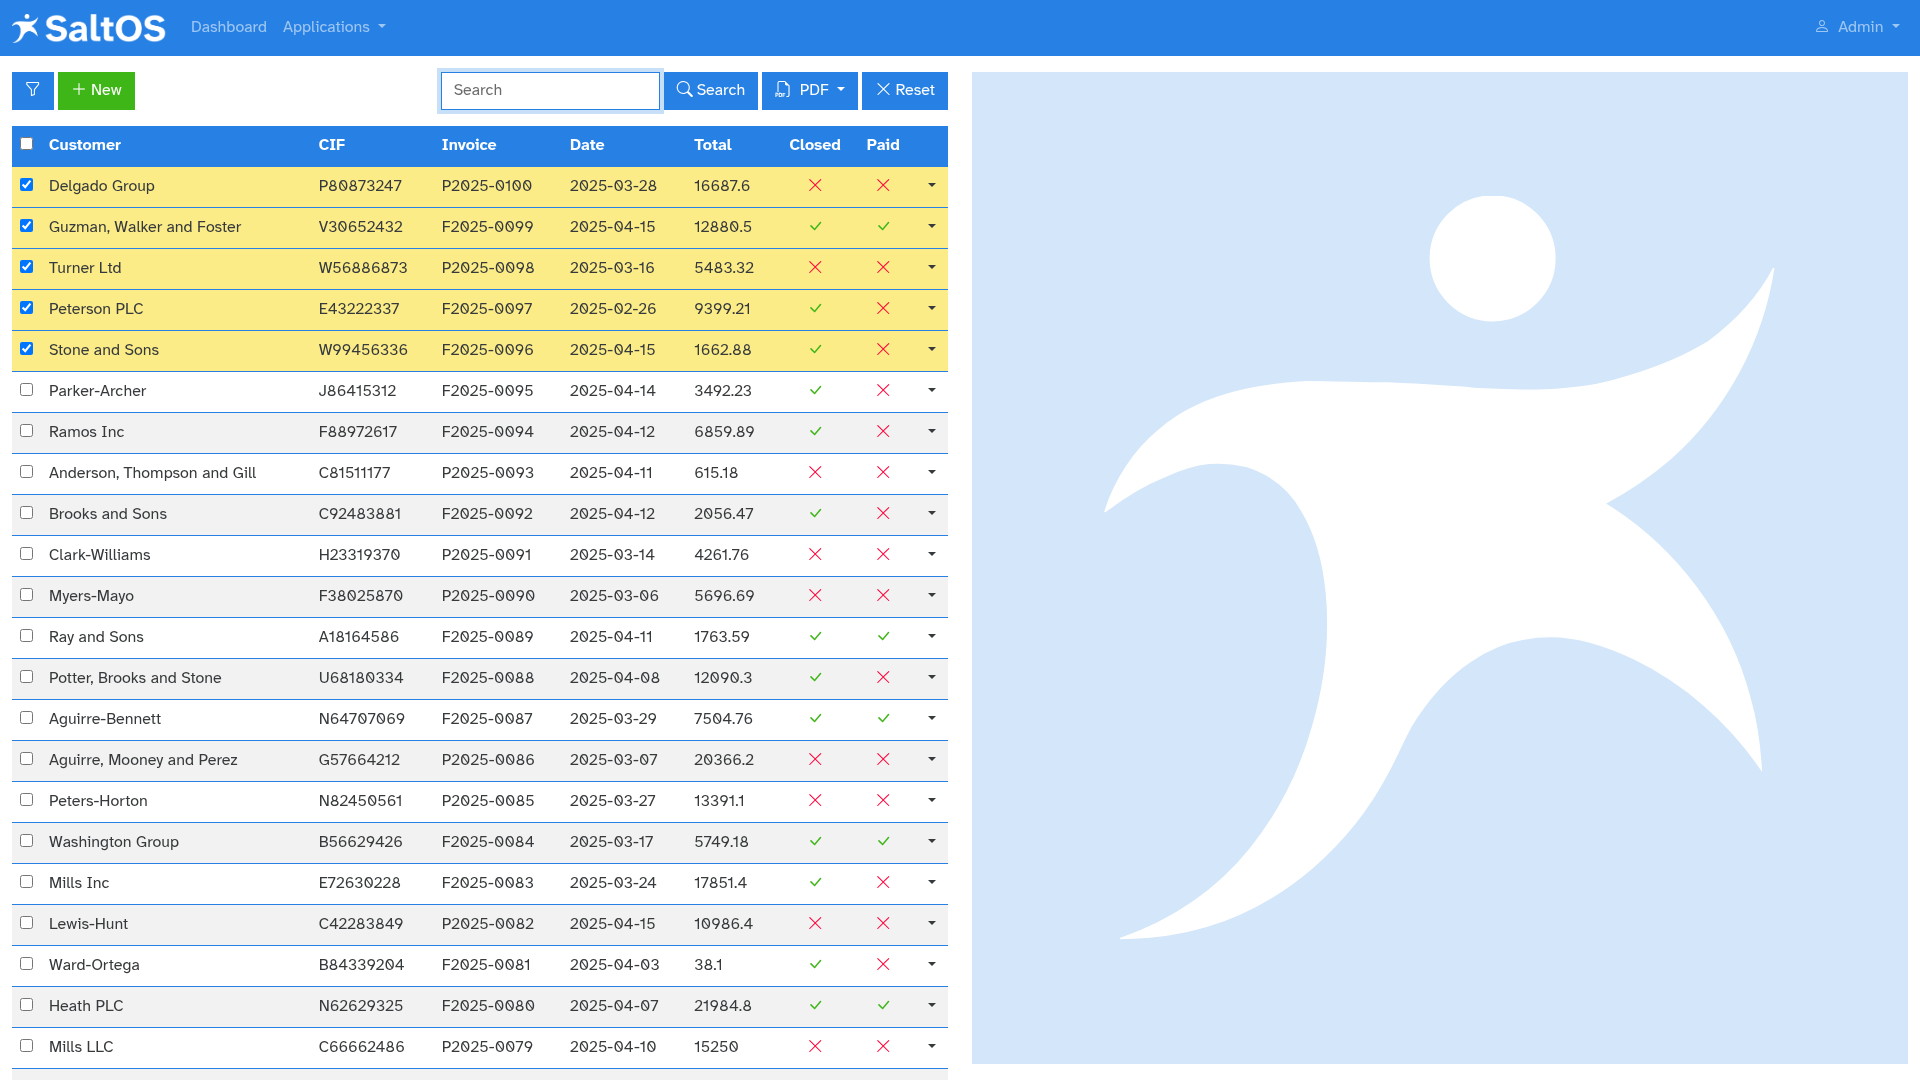 SaltOS Dashboard Applications Admin
New Search Search PDF Reset
Customer CIF Invoice Date Total Closed Paid
Delgado Group P80873247 P2025-0100 2025-03-28 16687.6
Guzman, Walker and Foster V30652432 F2025-0099 2025-04-15 12880.5
Turner Ltd W56886873 P2025-0098 2025-03-16 5483.32
Peterson PLC E43222337 F2025-0097 2025-02-26 9399.21
Stone and Sons W99456336 F2025-0096 2025-04-15 1662.88
Parker-Archer J86415312 F2025-0095 2025-04-14 3492.23
Ramos Inc F88972617 F2025-0094 2025-04-12 6859.89
Anderson, Thompson and Gill C81511177 P2025-0093 2025-04-11 615.18
Brooks and Sons C92483881 F2025-0092 2025-04-12 2056.47
Clark-Williams H23319370 P2025-0091 2025-03-14 4261.76
Myers-Mayo F38025870 P2025-0090 2025-03-06 5696.69
Ray and Sons A18164586 F2025-0089 2025-04-11 1763.59
Potter, Brooks and Stone U68180334 F2025-0088 2025-04-08 12090.3
Aguirre-Bennett N64707069 F2025-0087 2025-03-29 7504.76
Aguirre, Mooney and Perez G57664212 P2025-0086 2025-03-07 20366.2
Peters-Horton N82450561 P2025-0085 2025-03-27 13391.1
Washington Group B56629426 F2025-0084 2025-03-17 5749.18
Mills Inc E72630228 F2025-0083 2025-03-24 17851.4
Lewis-Hunt C42283849 P2025-0082 2025-04-15 10986.4
Ward-Ortega B84339204 F2025-0081 2025-04-03 38.1
Heath PLC N62629325 F2025-0080 2025-04-07 21984.8
Mills LLC C66662486 P2025-0079 2025-04-10 15250